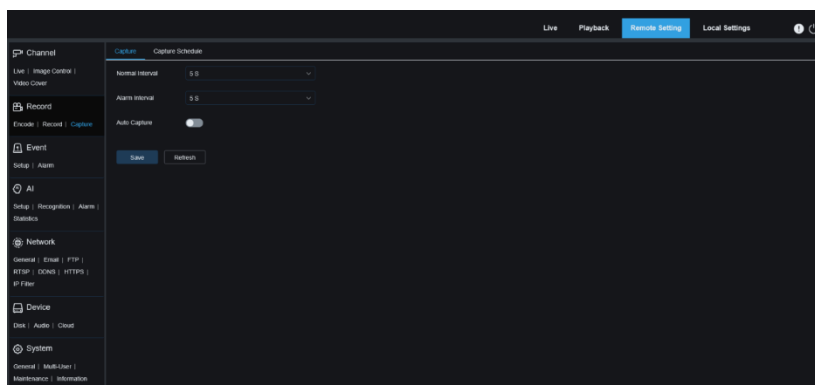 Live Playback Remote Setting Local Settings
Channel
Live | Image Control |
Video Cover
Record
Encode | Record | Capture
Event
Setup | Alarm
AI
Setup | Recognition | Alarm |
Statistics
Network
General | Email | FTP |
RTSP | DDNS | HTTPS |
IP Filter
Device
Disk | Audio | Cloud
System
General | Multi-User |
Maintenance | Information
Capture Capture Schedule
Normal Interval 5 S
Alarm Interval 5 S
Auto Capture
Save Refresh